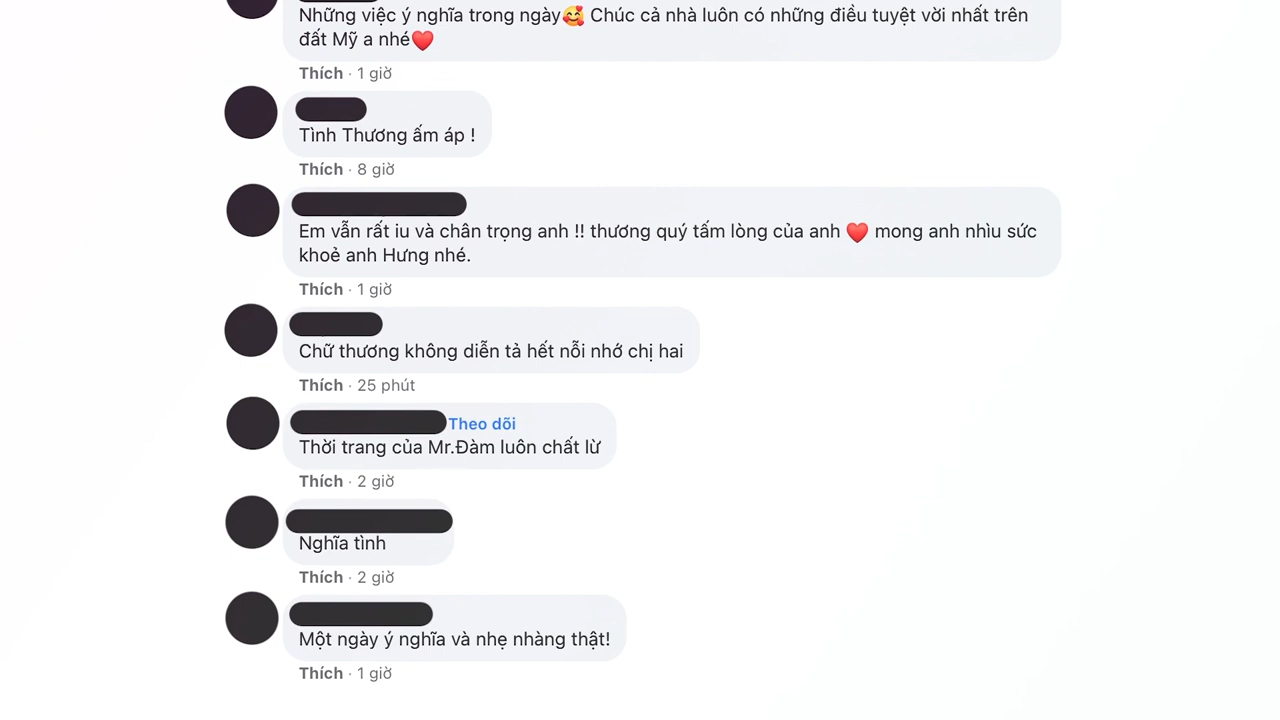 Những việc ý nghĩa trong ngày🥰 Chúc cả nhà luôn có những điều tuyệt vời nhất trên
đất Mỹ a nhé❤️
Thích · 1 giờ
Tình Thương ấm áp !
Thích · 8 giờ
Em vẫn rất iu và chân trọng anh !! thương quý tấm lòng của anh ❤️ mong anh nhìu sức
khoẻ anh Hưng nhé.
Thích · 1 giờ
Chữ thương không diễn tả hết nỗi nhớ chị hai
Thích · 25 phút
Theo dõi
Thời trang của Mr.Đàm luôn chất lừ
Thích · 2 giờ
Nghĩa tình
Thích · 2 giờ
Một ngày ý nghĩa và nhẹ nhàng thật!
Thích · 1 giờ